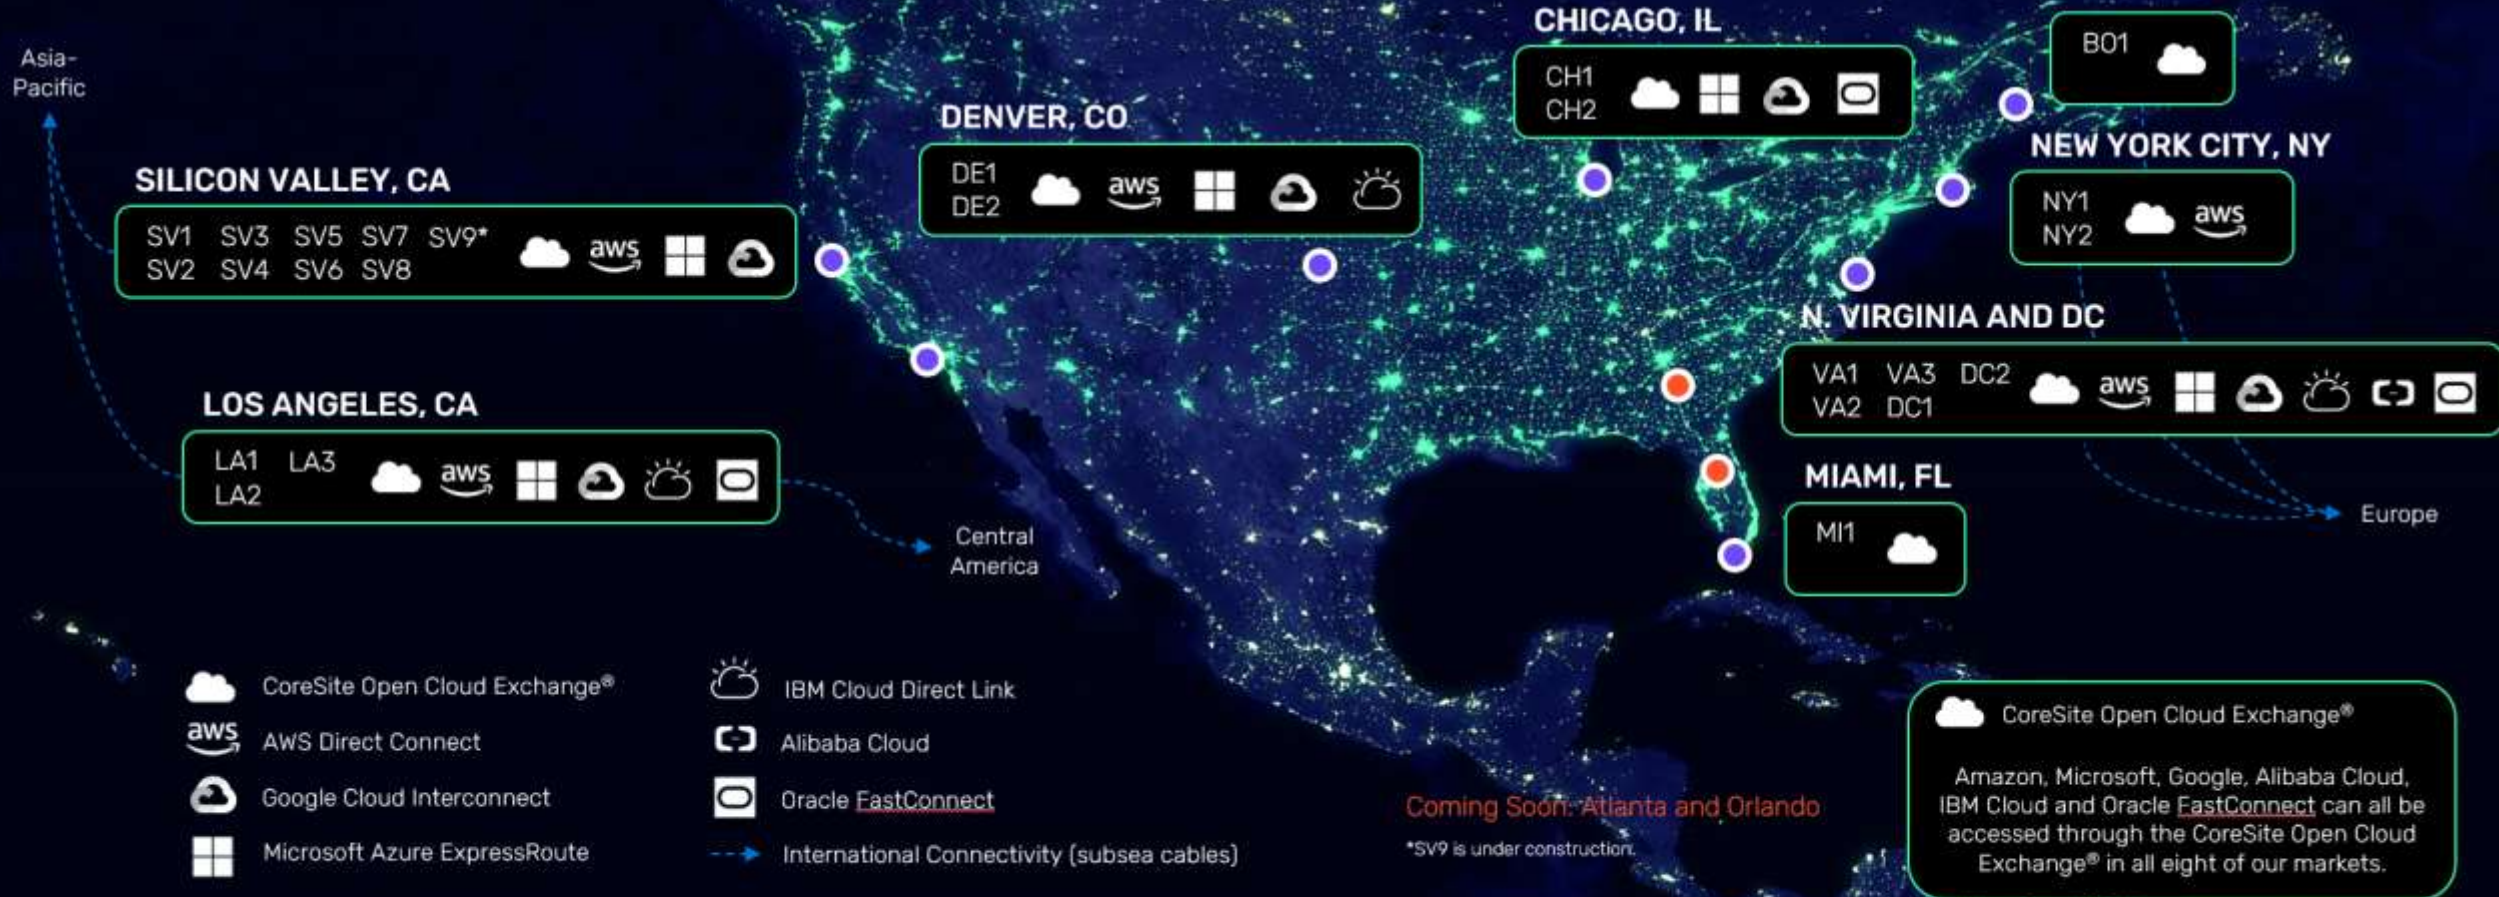 Asia-
Pacific
SILICON VALLEY, CA
SV1 SV3 SV5 SV7 SV9*
SV2 SV4 SV6 SV8
aws
LOS ANGELES, CA
LA1 LA3
LA2
aws
Central
America
DENVER, CO
DE1
DE2
aws
CHICAGO, IL
CH1
CH2
BO1
NEW YORK CITY, NY
NY1
NY2
aws
N. VIRGINIA AND DC
VA1 VA3 DC2
VA2 DC1
aws
MIAMI, FL
MI1
Europe
CoreSite Open Cloud Exchange®
aws AWS Direct Connect
Google Cloud Interconnect
Microsoft Azure ExpressRoute
IBM Cloud Direct Link
Alibaba Cloud
Oracle FastConnect
International Connectivity (subsea cables)
Coming Soon: Atlanta and Orlando
*SV9 is under construction.
CoreSite Open Cloud Exchange®
Amazon, Microsoft, Google, Alibaba Cloud,
IBM Cloud and Oracle FastConnect can all be
accessed through the CoreSite Open Cloud
Exchange® in all eight of our markets.